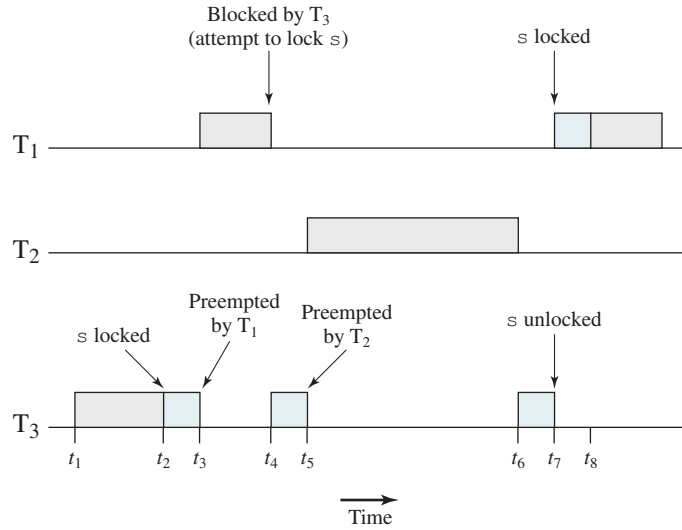 Blocked by T3
(attempt to lock s)
s locked
T1
T2
Preempted
by T1
Preempted
by T2
s locked
s unlocked
T3
t1 t2 t3 t4 t5 t6 t7 t8
Time